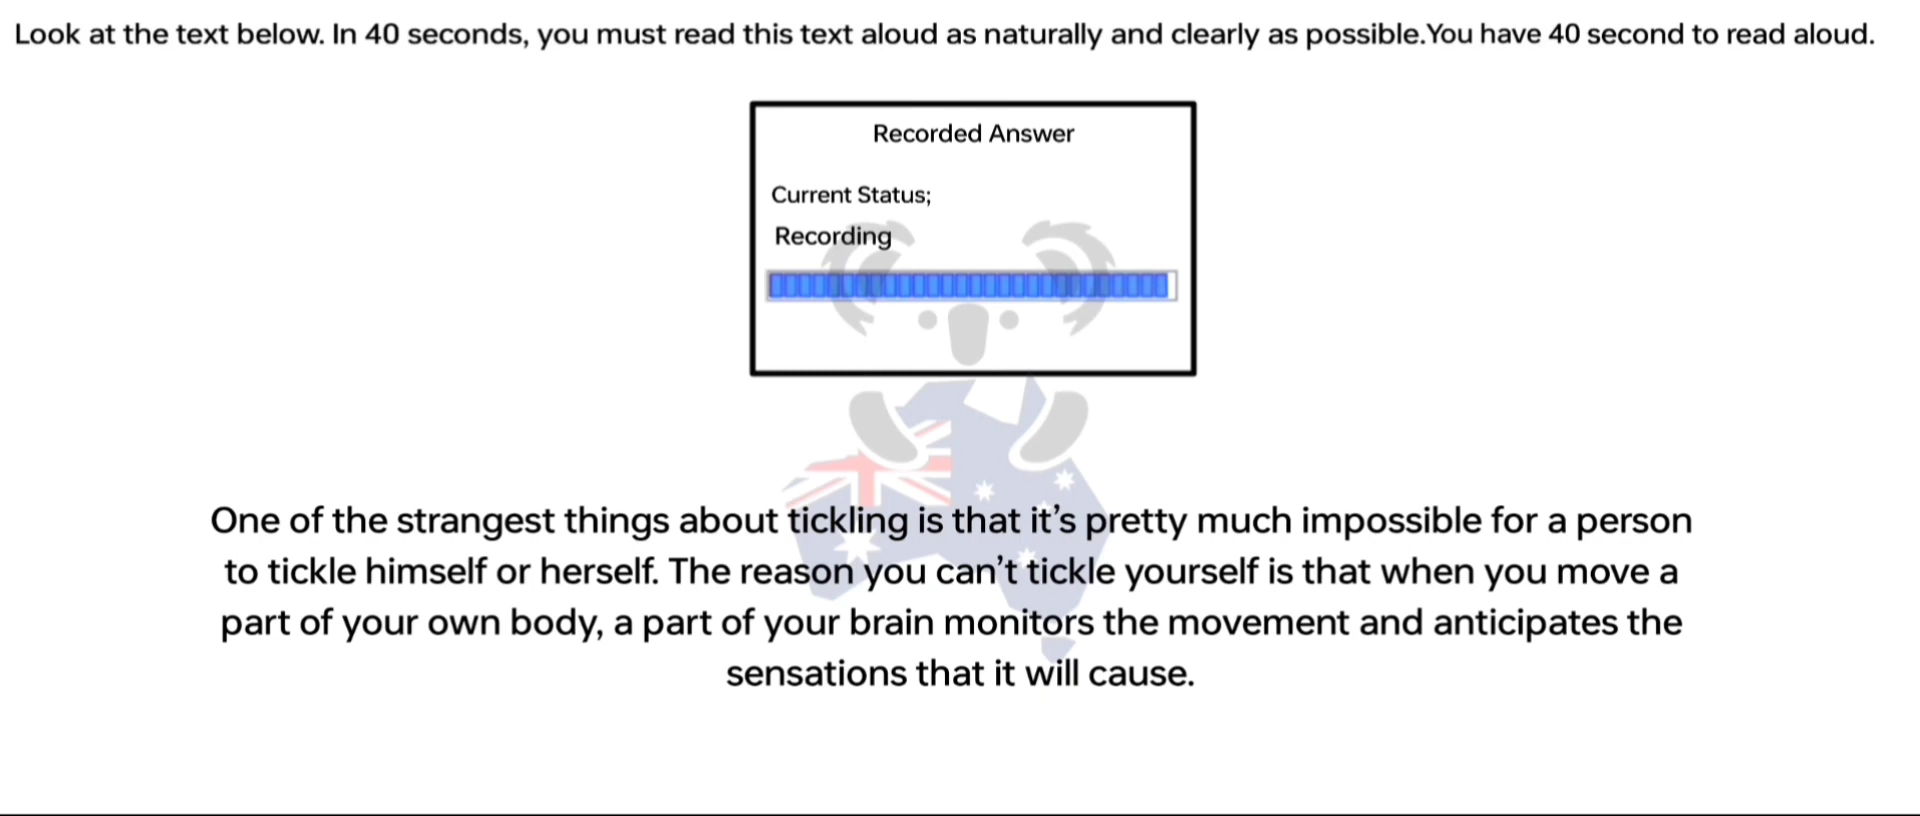 Look at the text below. In 40 seconds, you must read this text aloud as naturally and clearly as possible.You have 40 second to read aloud.
Recorded Answer
Current Status;
Recording
One of the strangest things about tickling is that it’s pretty much impossible for a person
to tickle himself or herself. The reason you can’t tickle yourself is that when you move a
part of your own body, a part of your brain monitors the movement and anticipates the
sensations that it will cause.